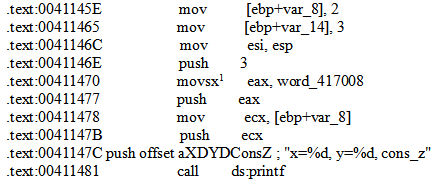 .text:0041145E mov [ebp+var_8], 2
.text:00411465 mov [ebp+var_14], 3
.text:0041146C mov esi, esp
.text:0041146E push 3
.text:00411470 movsx¹ eax, word_417008
.text:00411477 push eax
.text:00411478 mov ecx, [ebp+var_8]
.text:0041147B push ecx
.text:0041147C push offset aXDYDConsZ ; "x=%d, y=%d, cons_z"
.text:00411481 call ds:printf